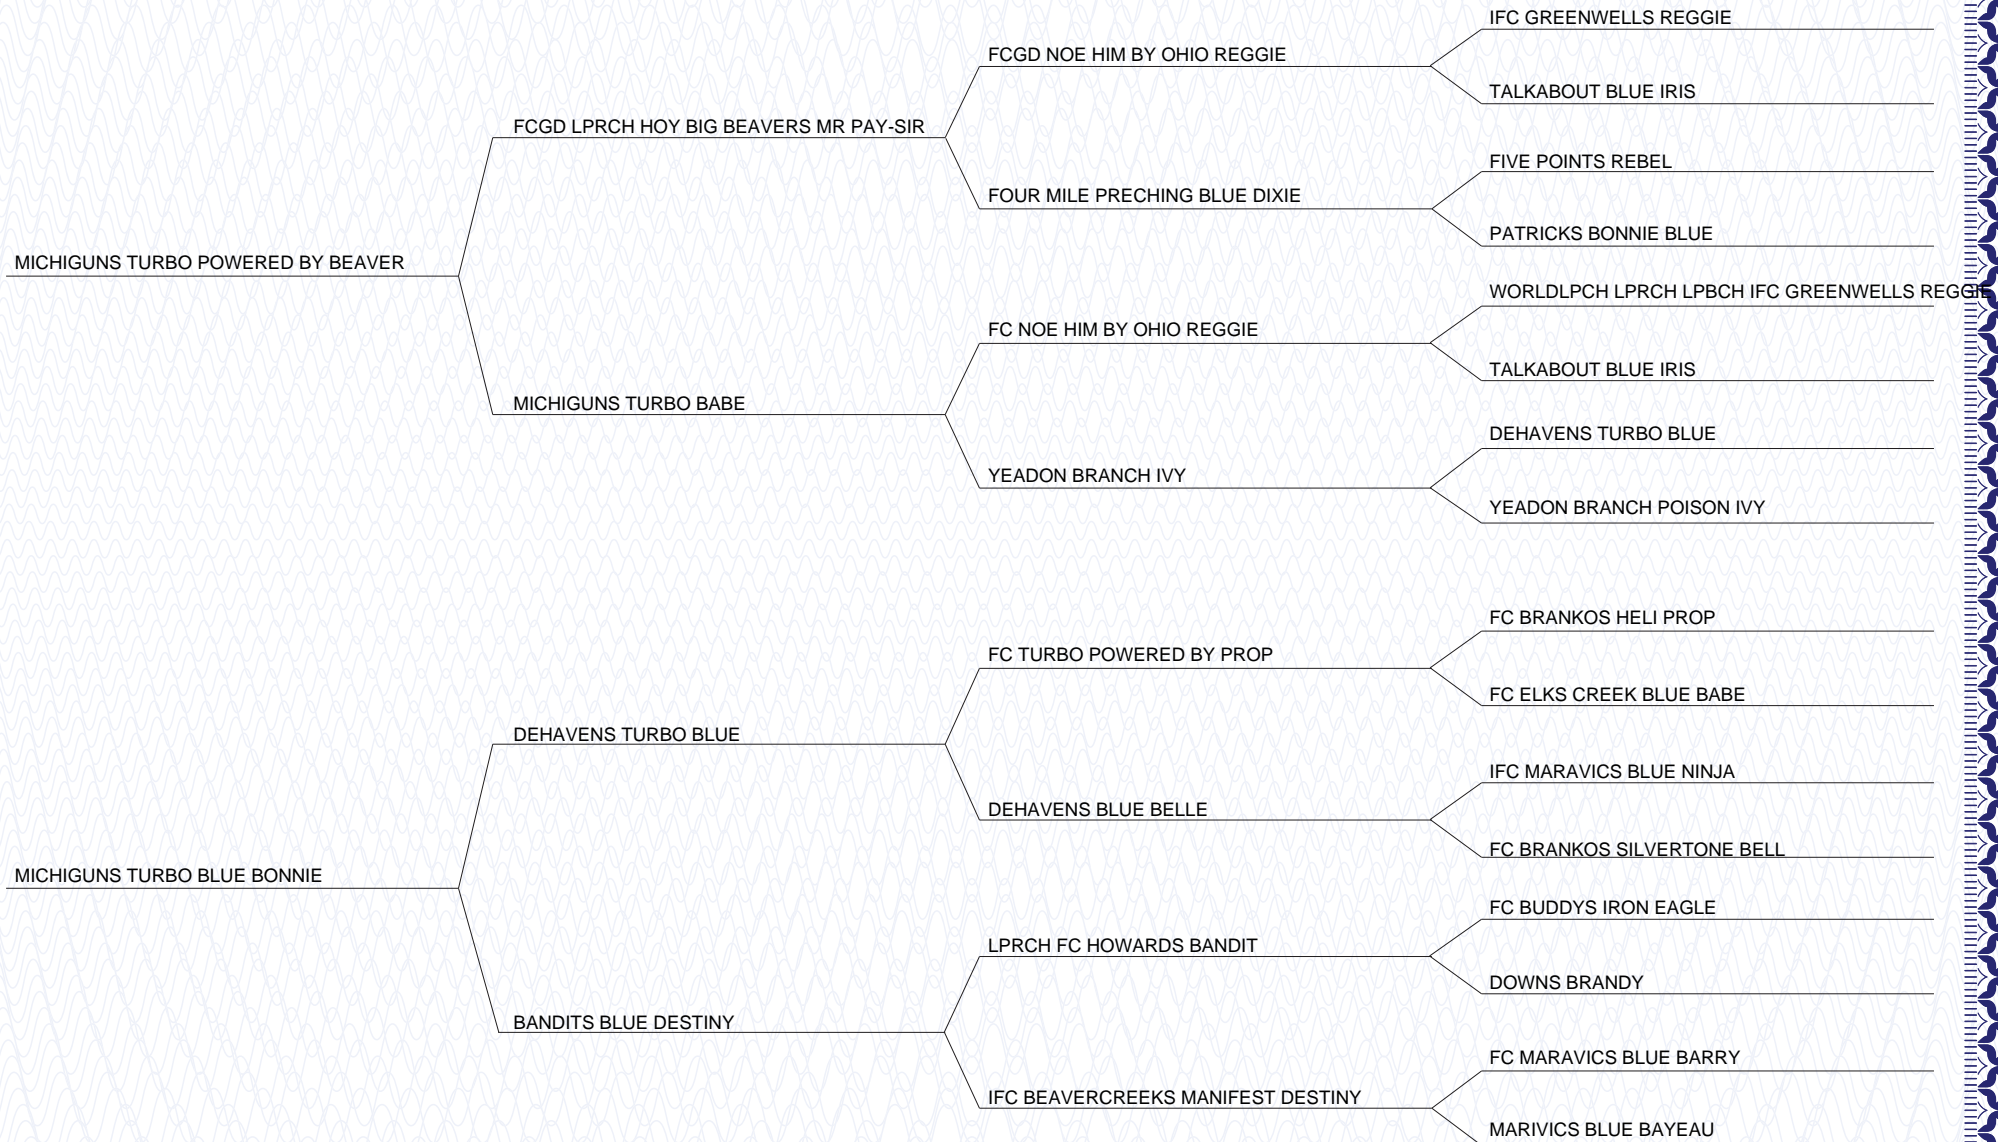 IFC GREENWELLS REGGIE
FCGD NOE HIM BY OHIO REGGIE
TALKABOUT BLUE IRIS
FCGD LPRCH HOY BIG BEAVERS MR PAY-SIR
FIVE POINTS REBEL
FOUR MILE PRECHING BLUE DIXIE
PATRICKS BONNIE BLUE
MICHIGUNS TURBO POWERED BY BEAVER
WORLDLPCH LPRCH LPBCH IFC GREENWELLS REGGIE
FC NOE HIM BY OHIO REGGIE
TALKABOUT BLUE IRIS
MICHIGUNS TURBO BABE
DEHAVENS TURBO BLUE
YEADON BRANCH IVY
YEADON BRANCH POISON IVY
FC BRANKOS HELI PROP
FC TURBO POWERED BY PROP
FC ELKS CREEK BLUE BABE
DEHAVENS TURBO BLUE
IFC MARAVICS BLUE NINJA
DEHAVENS BLUE BELLE
FC BRANKOS SILVERTONE BELL
MICHIGUNS TURBO BLUE BONNIE
FC BUDDYS IRON EAGLE
LPRCH FC HOWARDS BANDIT
DOWNS BRANDY
BANDITS BLUE DESTINY
FC MARAVICS BLUE BARRY
IFC BEAVERCREEKS MANIFEST DESTINY
MARIVICS BLUE BAYEAU